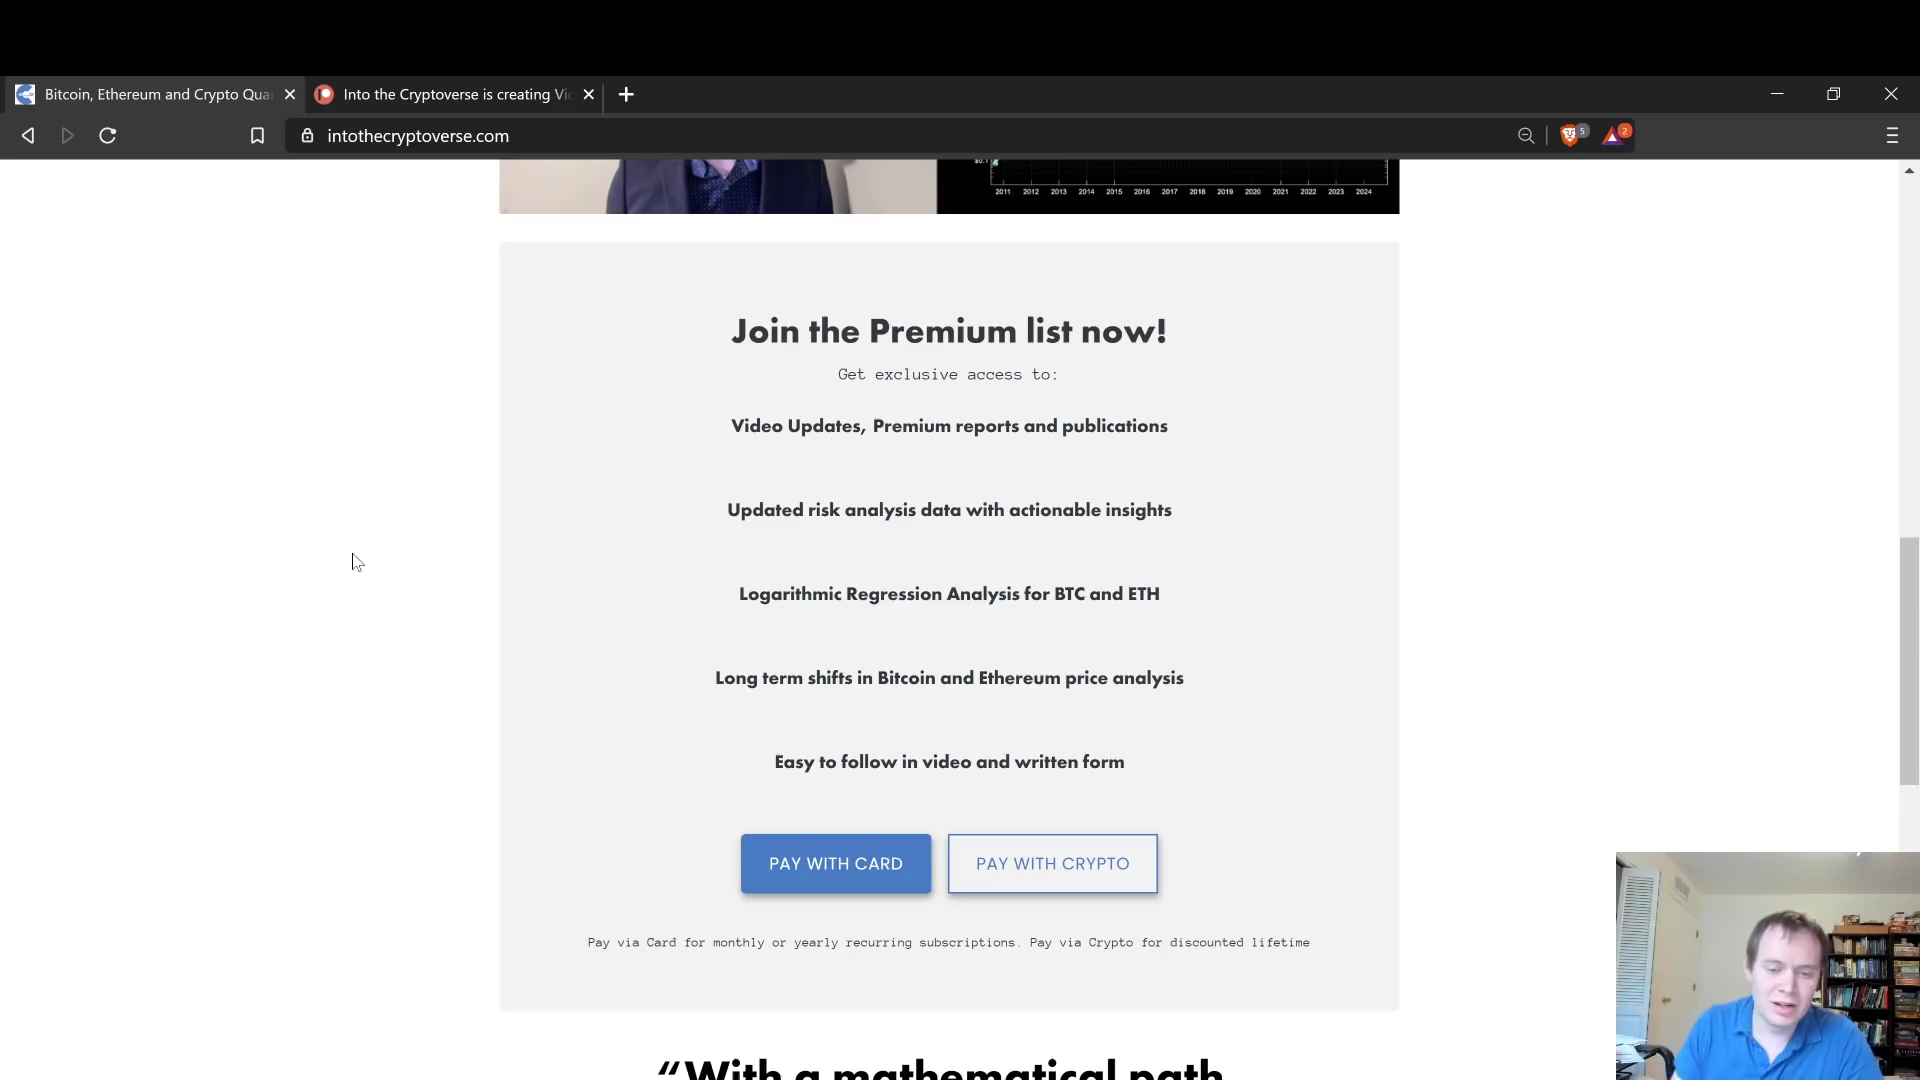 Bitcoin, Ethereum and Crypto Qua
Into the Cryptoverse is creating Vi
intothecryptoverse.com
5
2
$0.1
2011 2012 2013 2014 2015 2016 2017 2018 2019 2020 2021 2022 2023 2024
Join the Premium list now!
Get exclusive access to:
Video Updates, Premium reports and publications
Updated risk analysis data with actionable insights
Logarithmic Regression Analysis for BTC and ETH
Long term shifts in Bitcoin and Ethereum price analysis
Easy to follow in video and written form
PAY WITH CARD
PAY WITH CRYPTO
Pay via Card for monthly or yearly recurring subscriptions. Pay via Crypto for discounted lifetime
“With a mathematical path